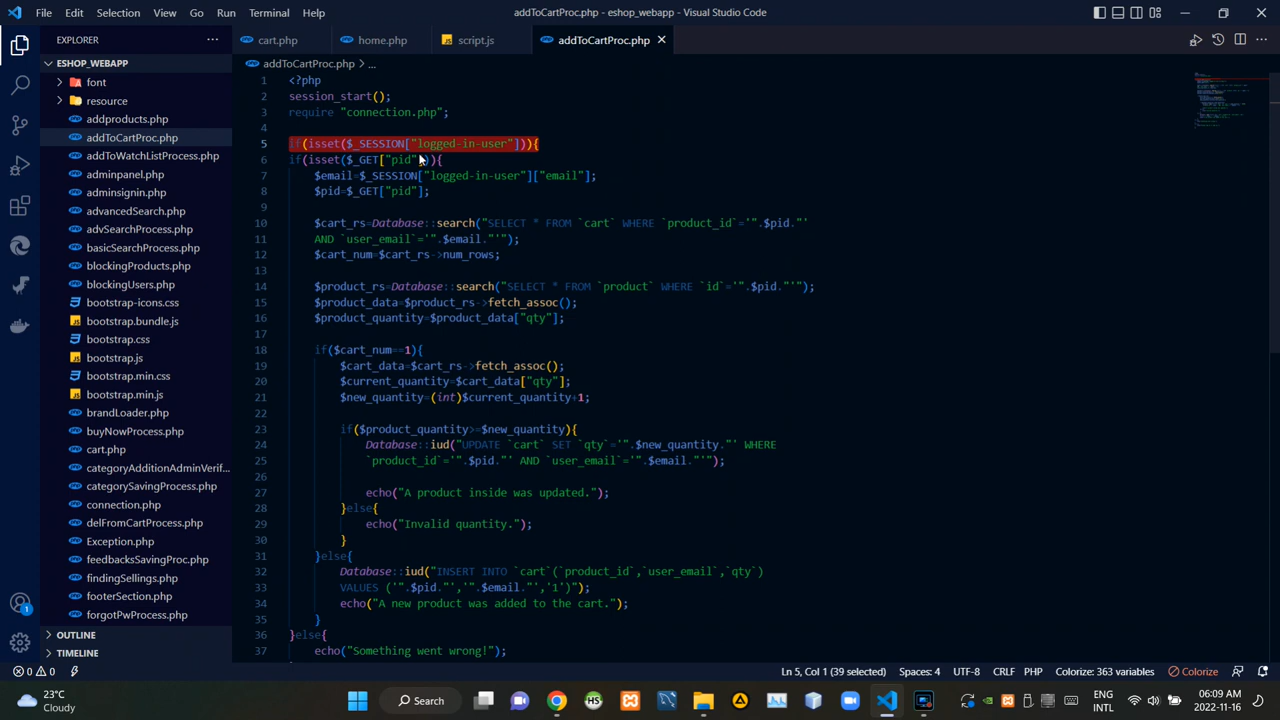 File Edit Selection View Go Run Terminal Help
addToCartProc.php - eshop_webapp - Visual Studio Code
EXPLORER
cart.php
home.php
script.js
addToCartProc.php
ESHOP_WEBAPP
font
resource
addproducts.php
addToCartProc.php
addToWatchListProcess.php
adminpanel.php
adminsignin.php
advancedSearch.php
advSearchProcess.php
basicSearchProcess.php
blockingProducts.php
blockingUsers.php
bootstrap-icons.css
bootstrap.bundle.js
bootstrap.css
bootstrap.js
bootstrap.min.css
bootstrap.min.js
brandLoader.php
buyNowProcess.php
cart.php
categoryAdditionAdminVerif...
categorySavingProcess.php
connection.php
delFromCartProcess.php
Exception.php
feedbacksSavingProc.php
findingSellings.php
footerSection.php
forgotPwProcess.php
OUTLINE
TIMELINE
addToCartProc.php > ...
1 <?php
2 session_start();
3 require "connection.php";
4
5 if(isset($_SESSION["logged-in-user"])){
6 if(isset($_GET["pid"])){
7 $email=$_SESSION["logged-in-user"]["email"];
8 $pid=$_GET["pid"];
9
10 $cart_rs=Database::search("SELECT * FROM `cart` WHERE `product_id`='".$pid."'
11 AND `user_email`='".$email."'");
12 $cart_num=$cart_rs->num_rows;
13
14 $product_rs=Database::search("SELECT * FROM `product` WHERE `id`='".$pid."'");
15 $product_data=$product_rs->fetch_assoc();
16 $product_quantity=$product_data["qty"];
17
18 if($cart_num==1){
19 $cart_data=$cart_rs->fetch_assoc();
20 $current_quantity=$cart_data["qty"];
21 $new_quantity=(int)$current_quantity+1;
22
23 if($product_quantity>=$new_quantity){
24 Database::iud("UPDATE `cart` SET `qty`='".$new_quantity."' WHERE
25 `product_id`='".$pid."' AND `user_email`='".$email."'");
26
27 echo("A product inside was updated.");
28 }else{
29 echo("Invalid quantity.");
30 }
31 }else{
32 Database::iud("INSERT INTO `cart`(`product_id`,`user_email`,`qty`)
33 VALUES ('".$pid."','".$email."','1')");
34 echo("A new product was added to the cart.");
35 }
36 }else{
37 echo("Something went wrong!");
0 0 Ln 5, Col 1 (39 selected) Spaces: 4 UTF-8 CRLF PHP Colorize: 363 variables Colorize
1
23°C
Cloudy
Search
HS
ENG
INTL
06:09 AM
2022-11-16